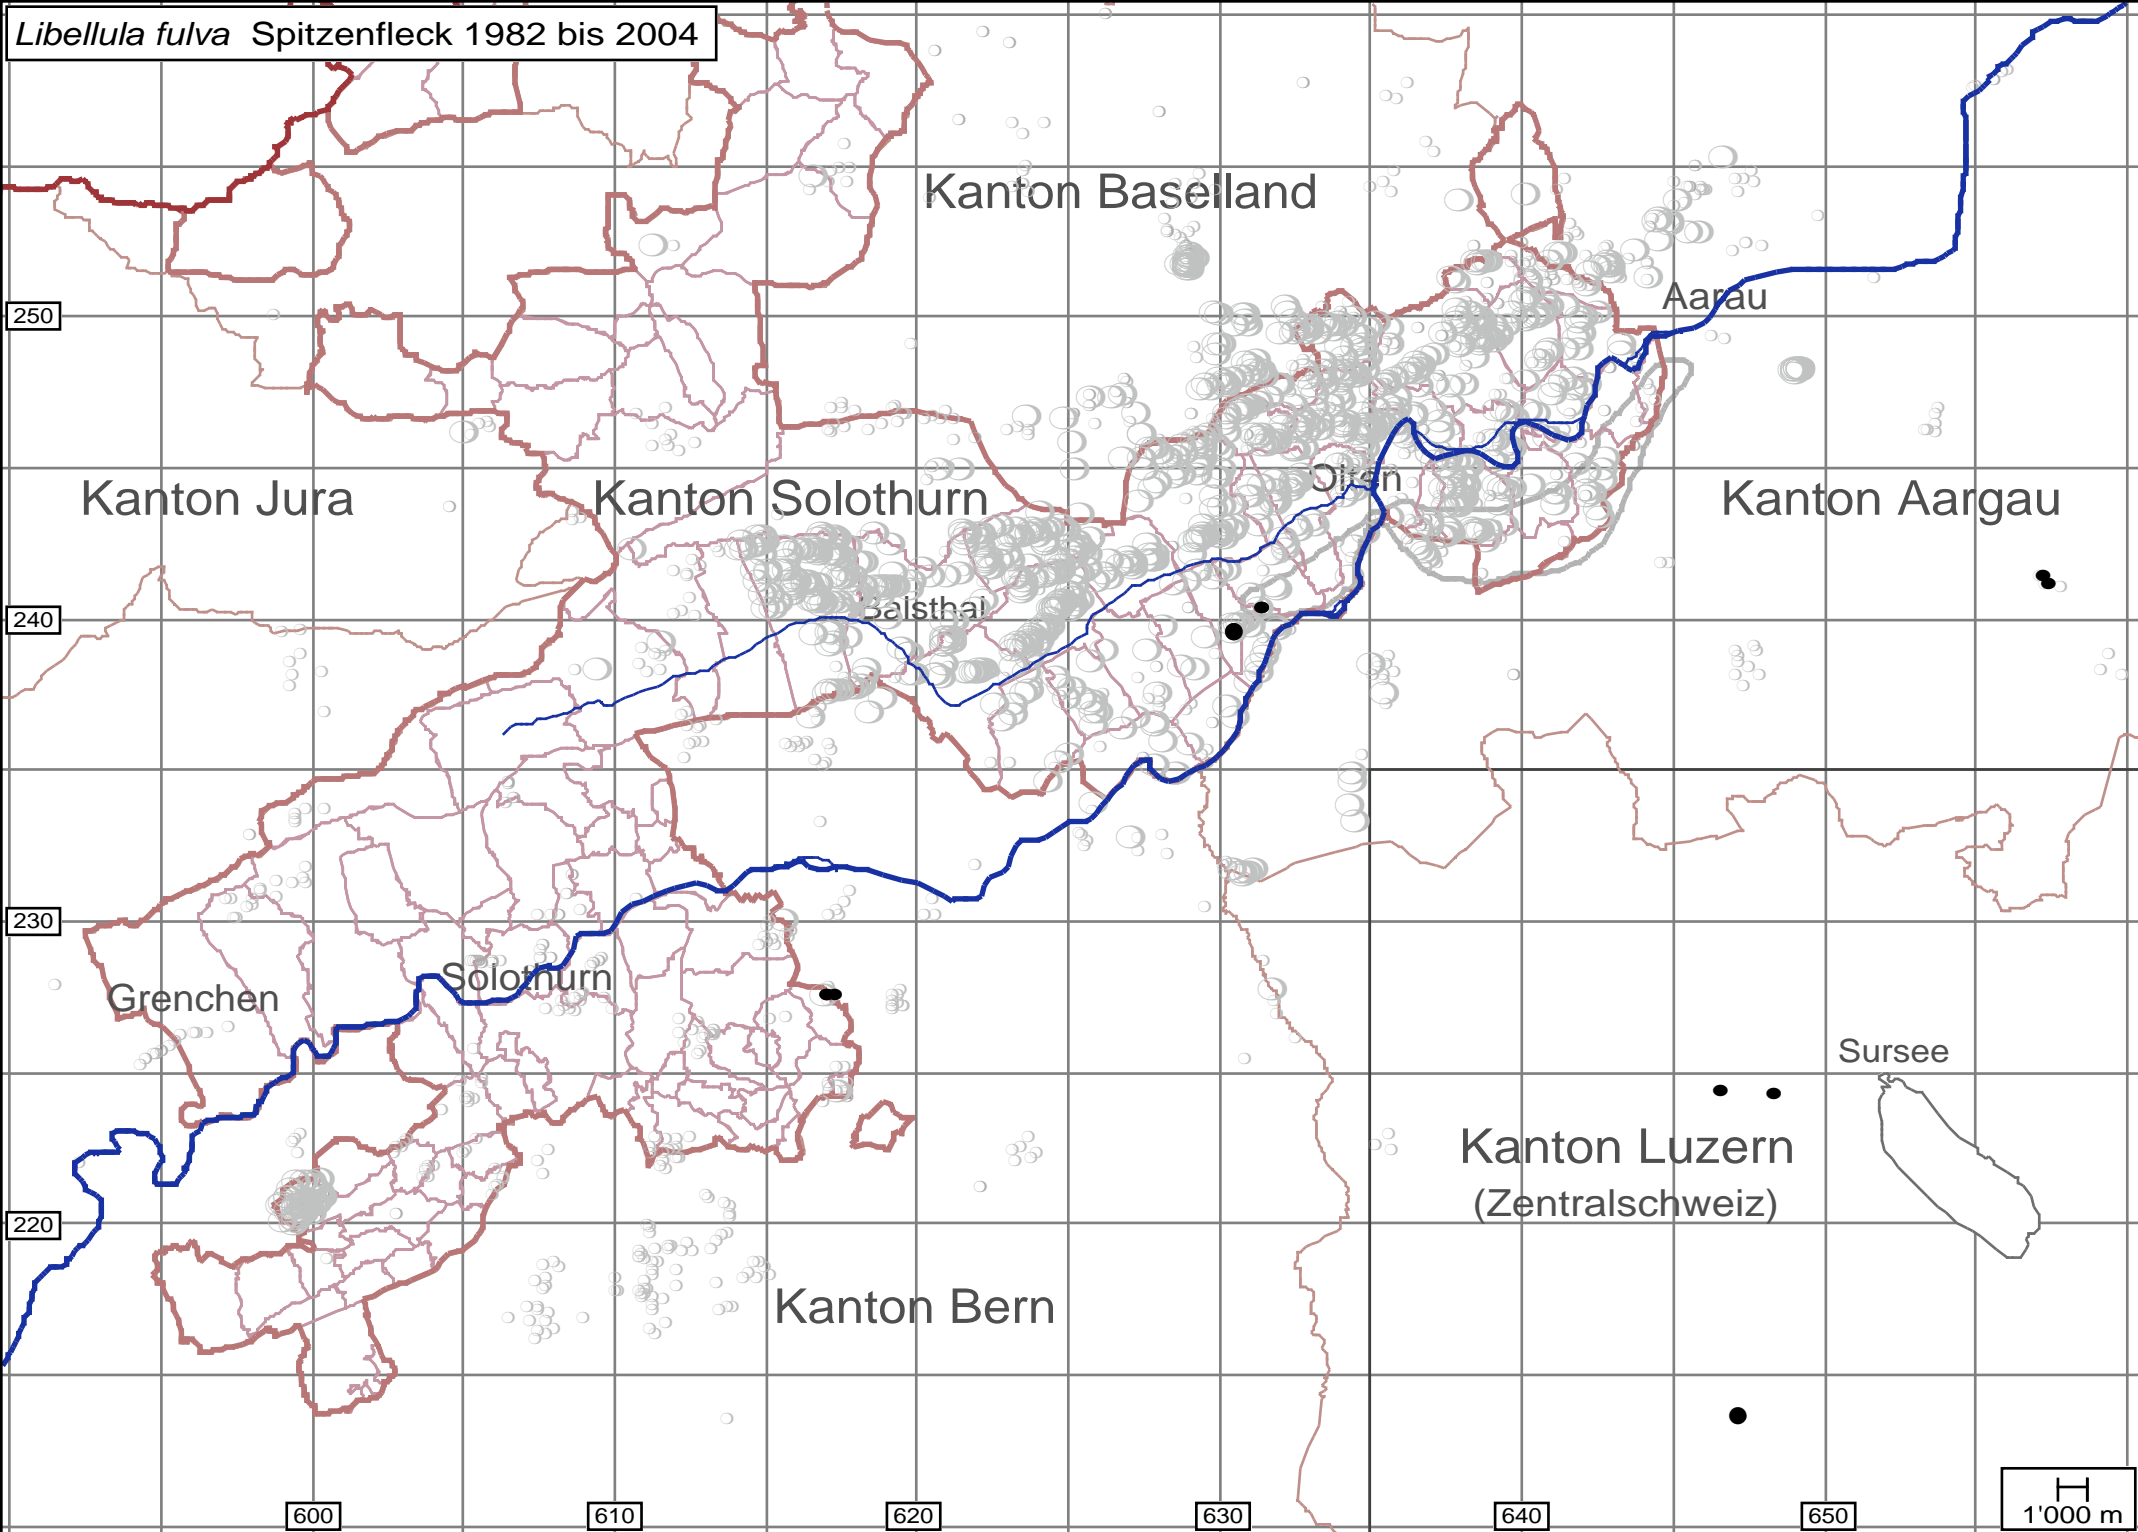 Libellula fulva Spitzenfleck 1982 bis 2004
Kanton Baselland
Aarau
250
Olten
Kanton Jura
Kanton Solothurn
Kanton Aargau
Balsthal
240
230
Solothurn
Grenchen
Sursee
Kanton Luzern
(Zentralschweiz)
220
Kanton Bern
600
610
620
630
640
650
1'000 m